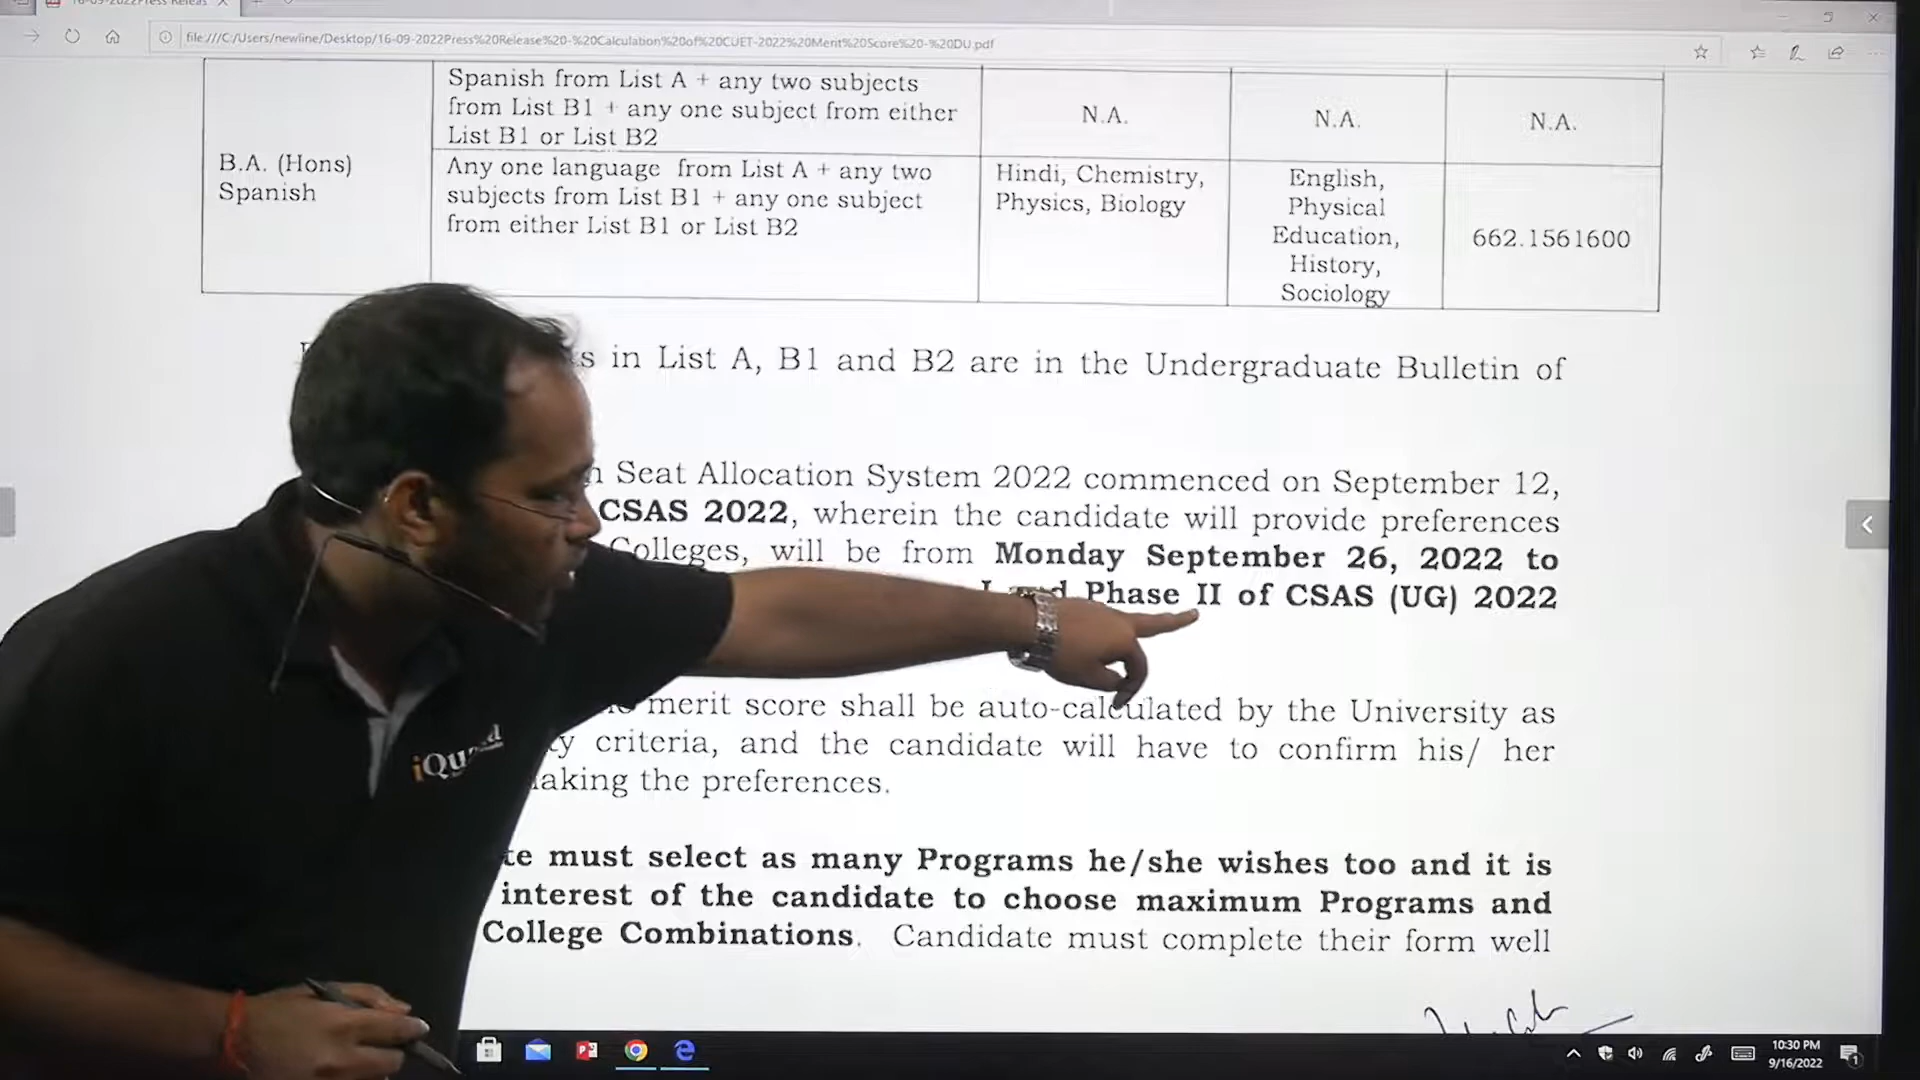 16-09-2022Press Releas
file:///C:/Users/newline/Desktop/16-09-2022Press%20Release%20-%20Calculation%20of%20CUET-2022%20Merit%20Score%20-%20DU.pdf
B.A. (Hons)
Spanish
Spanish from List A + any two subjects
from List B1 + any one subject from either
List B1 or List B2
N.A.
N.A.
N.A.
Any one language from List A + any two
subjects from List B1 + any one subject
from either List B1 or List B2
Hindi, Chemistry,
Physics, Biology
English,
Physical
Education,
History,
Sociology
662.1561600
in List A, B1 and B2 are in the Undergraduate Bulletin of
Seat Allocation System 2022 commenced on September 12,
CSAS 2022, wherein the candidate will provide preferences
Colleges, will be from Monday September 26, 2022 to
Phase II of CSAS (UG) 2022
merit score shall be auto-calculated by the University as
criteria, and the candidate will have to confirm his/ her
the preferences.
must select as many Programs he/she wishes too and it is
interest of the candidate to choose maximum Programs and
College Combinations. Candidate must complete their form well
10:30 PM
9/16/2022